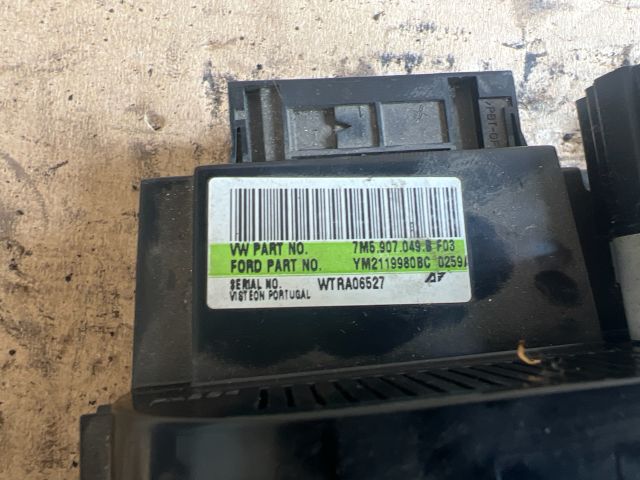 VW PART NO. 7M5.907.049.B F03
FORD PART NO. YM2119980BC 0259A
SERIAL NO. WTRA06527
VISTEON PORTUGAL